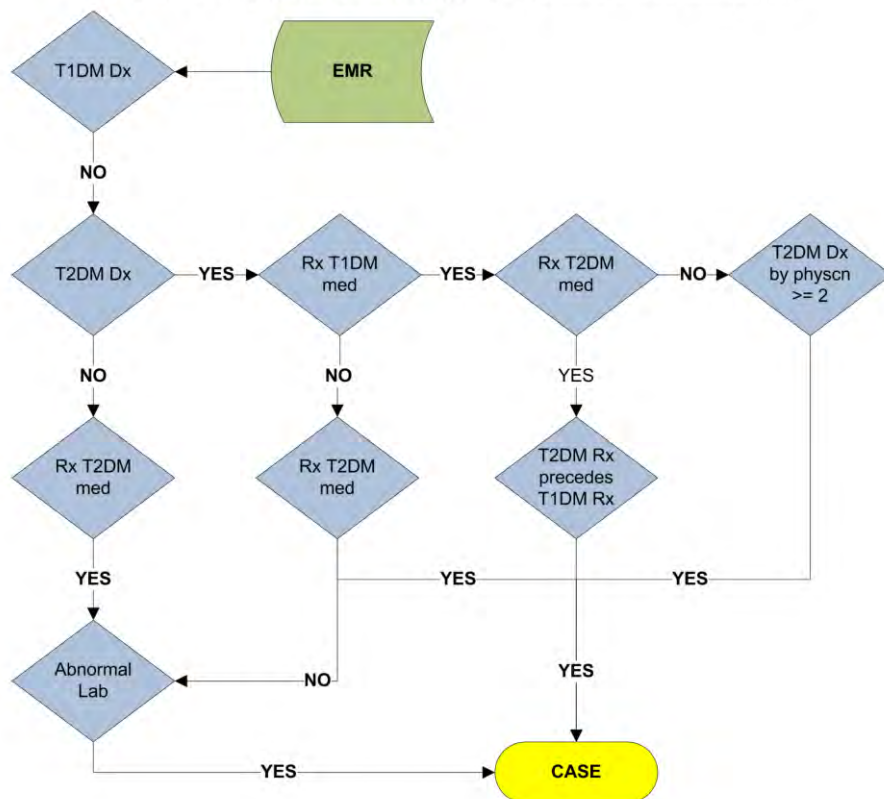 T1DM Dx
EMR
NO
T2DM Dx
YES
Rx T1DM
med
YES
Rx T2DM
med
NO
T2DM Dx
by physcn
>= 2
NO
NO
YES
Rx T2DM
med
Rx T2DM
med
T2DM Rx
precedes
T1DM Rx
YES
YES
YES
Abnormal
Lab
NO
YES
YES
CASE